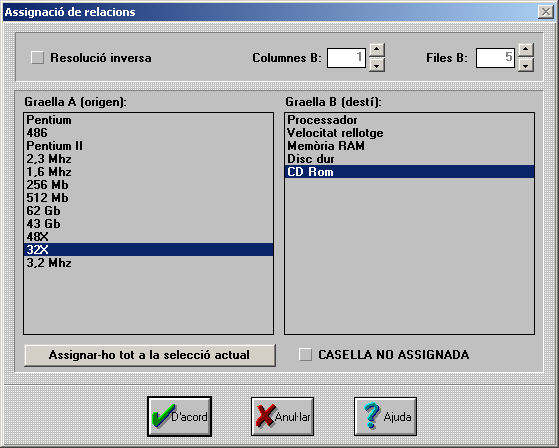 Assignació de relacions
Resolució inversa
Columnes B: 1
Files B: 5
Graella A (origen):
Pentium
486
Pentium II
2,3 Mhz
1,6 Mhz
256 Mb
512 Mb
62 Gb
43 Gb
48X
32X
3,2 Mhz
Graella B (destí):
Processador
Velocitat rellotge
Memòria RAM
Disc dur
CD Rom
Assignar-ho tot a la selecció actual
CASELLA NO ASSIGNADA
D'acord
Anul·lar
? Ajuda